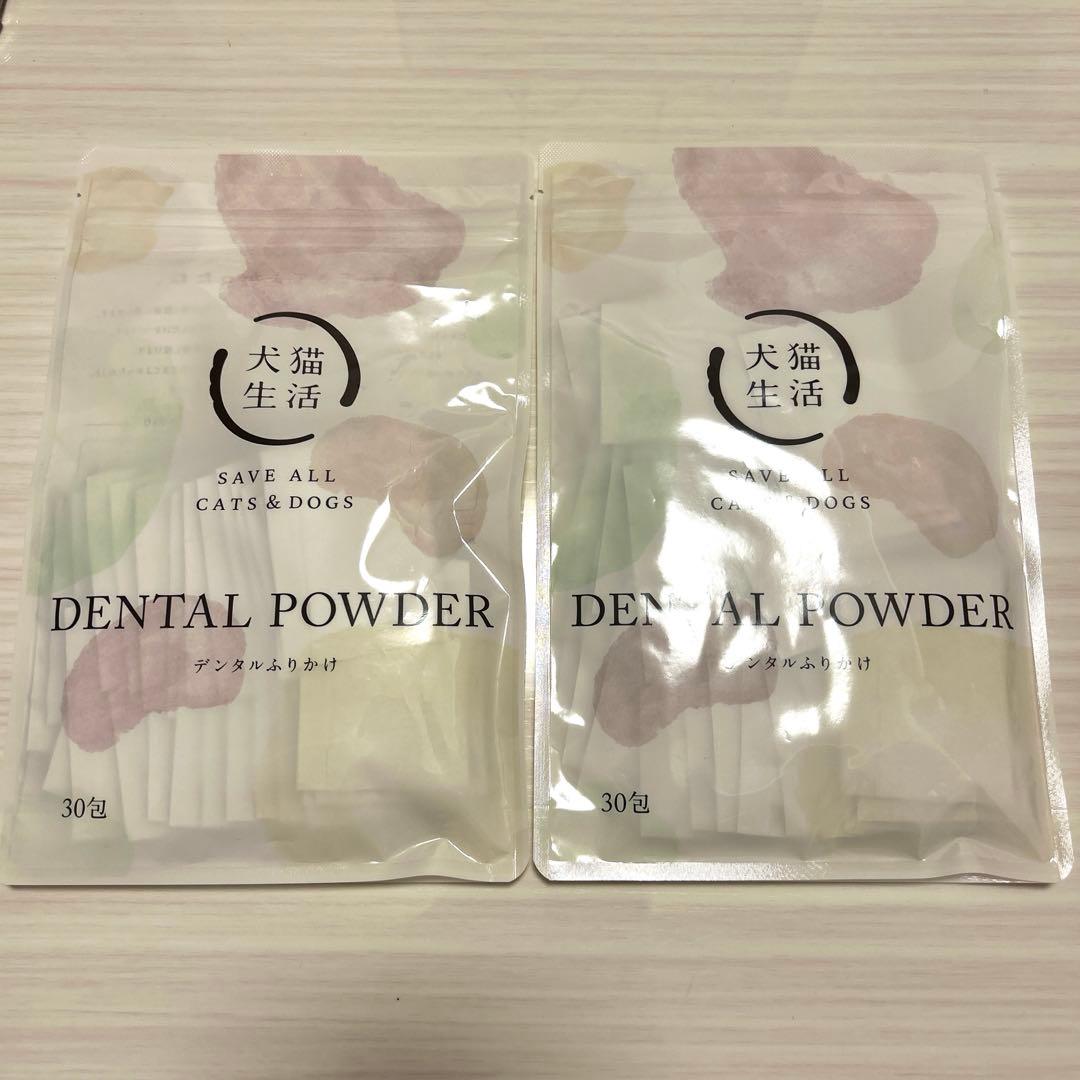 犬猫
生活
SAVE ALL
CATS & DOGS
DENTAL POWDER
デンタルふりかけ
30包
犬猫
生活
SAVE ALL
CATS & DOGS
DENTAL POWDER
ンタルふりかけ
30包